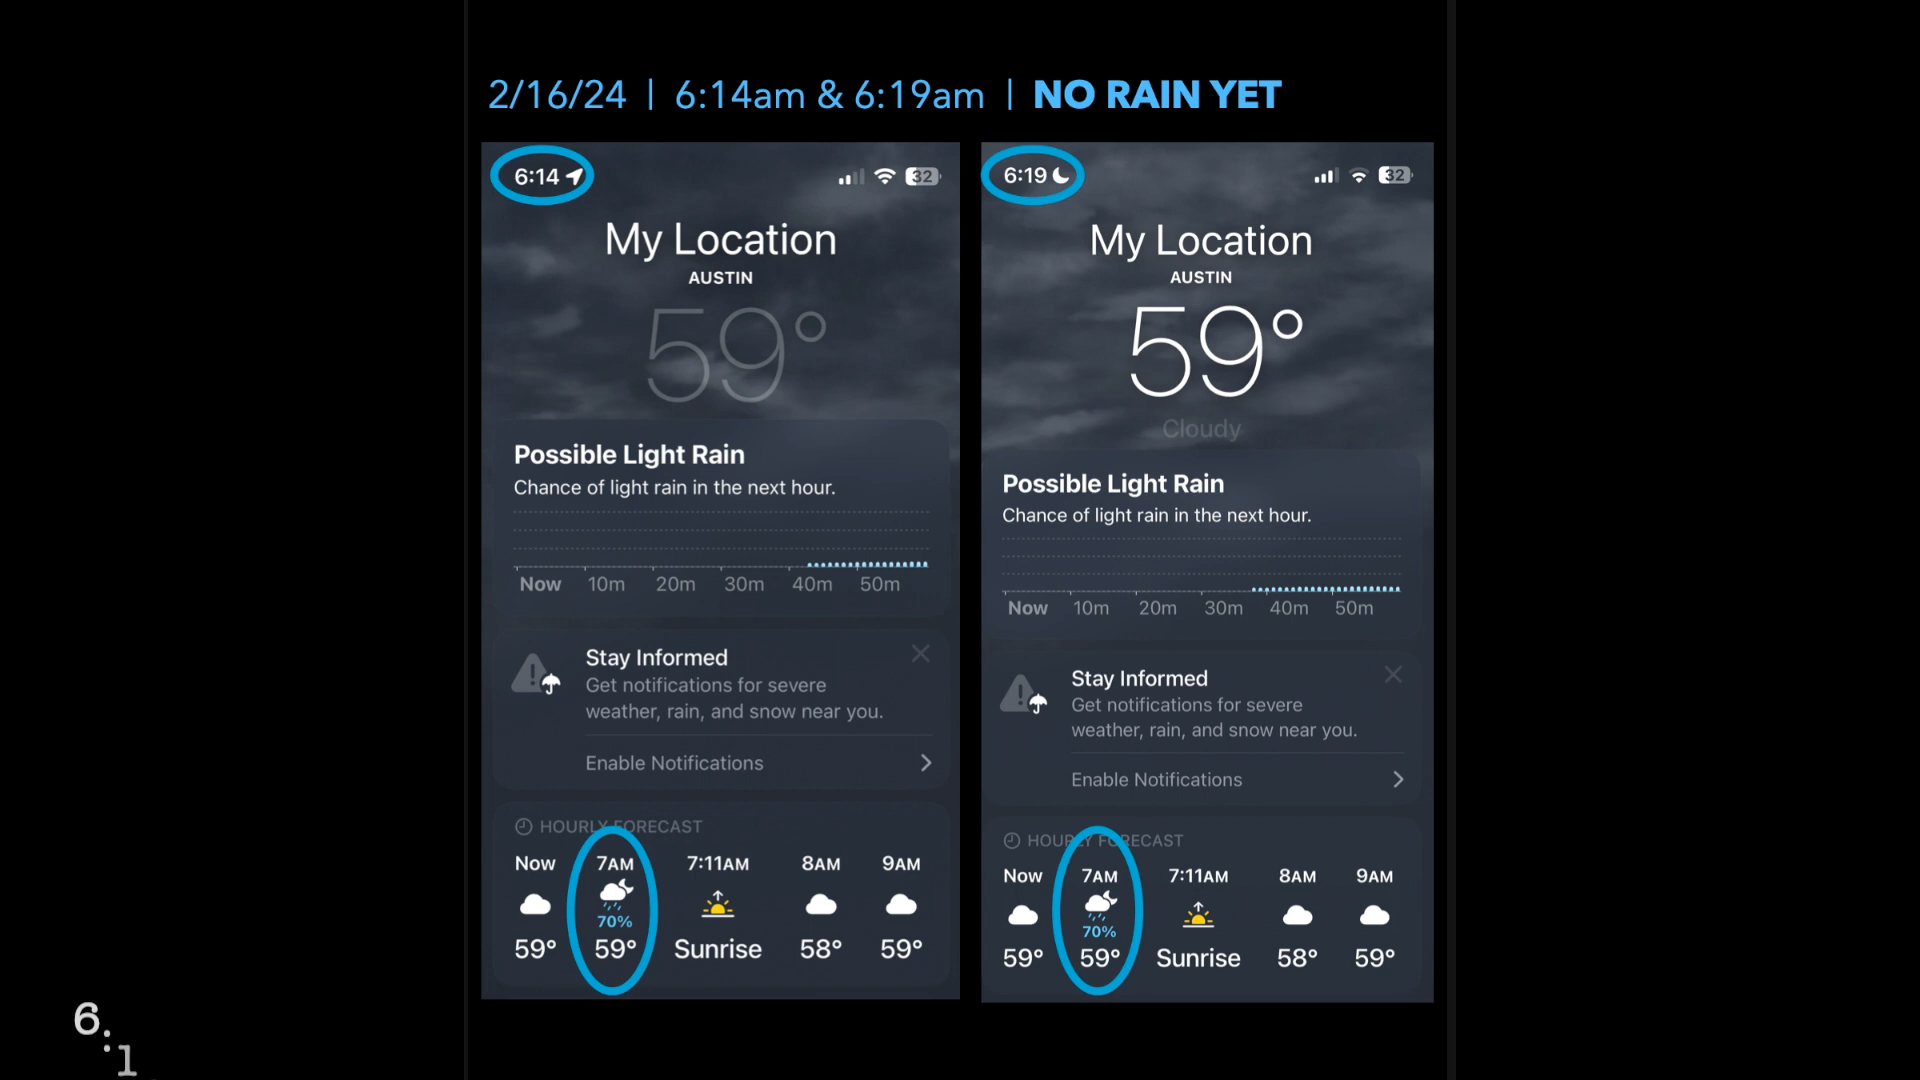 2/16/24 | 6:14am & 6:19am | NO RAIN YET
6:14
32
My Location
AUSTIN
59°
Possible Light Rain
Chance of light rain in the next hour.
Now 10m 20m 30m 40m 50m
Stay Informed
Get notifications for severe
weather, rain, and snow near you.
Enable Notifications
HOURLY FORECAST
Now 7AM 7:11AM 8AM 9AM
70%
59° 59° Sunrise 58° 59°
6:19
32
My Location
AUSTIN
59°
Cloudy
Possible Light Rain
Chance of light rain in the next hour.
Now 10m 20m 30m 40m 50m
Stay Informed
Get notifications for severe
weather, rain, and snow near you.
Enable Notifications
HOURLY FORECAST
Now 7AM 7:11AM 8AM 9AM
70%
59° 59° Sunrise 58° 59°
6:1